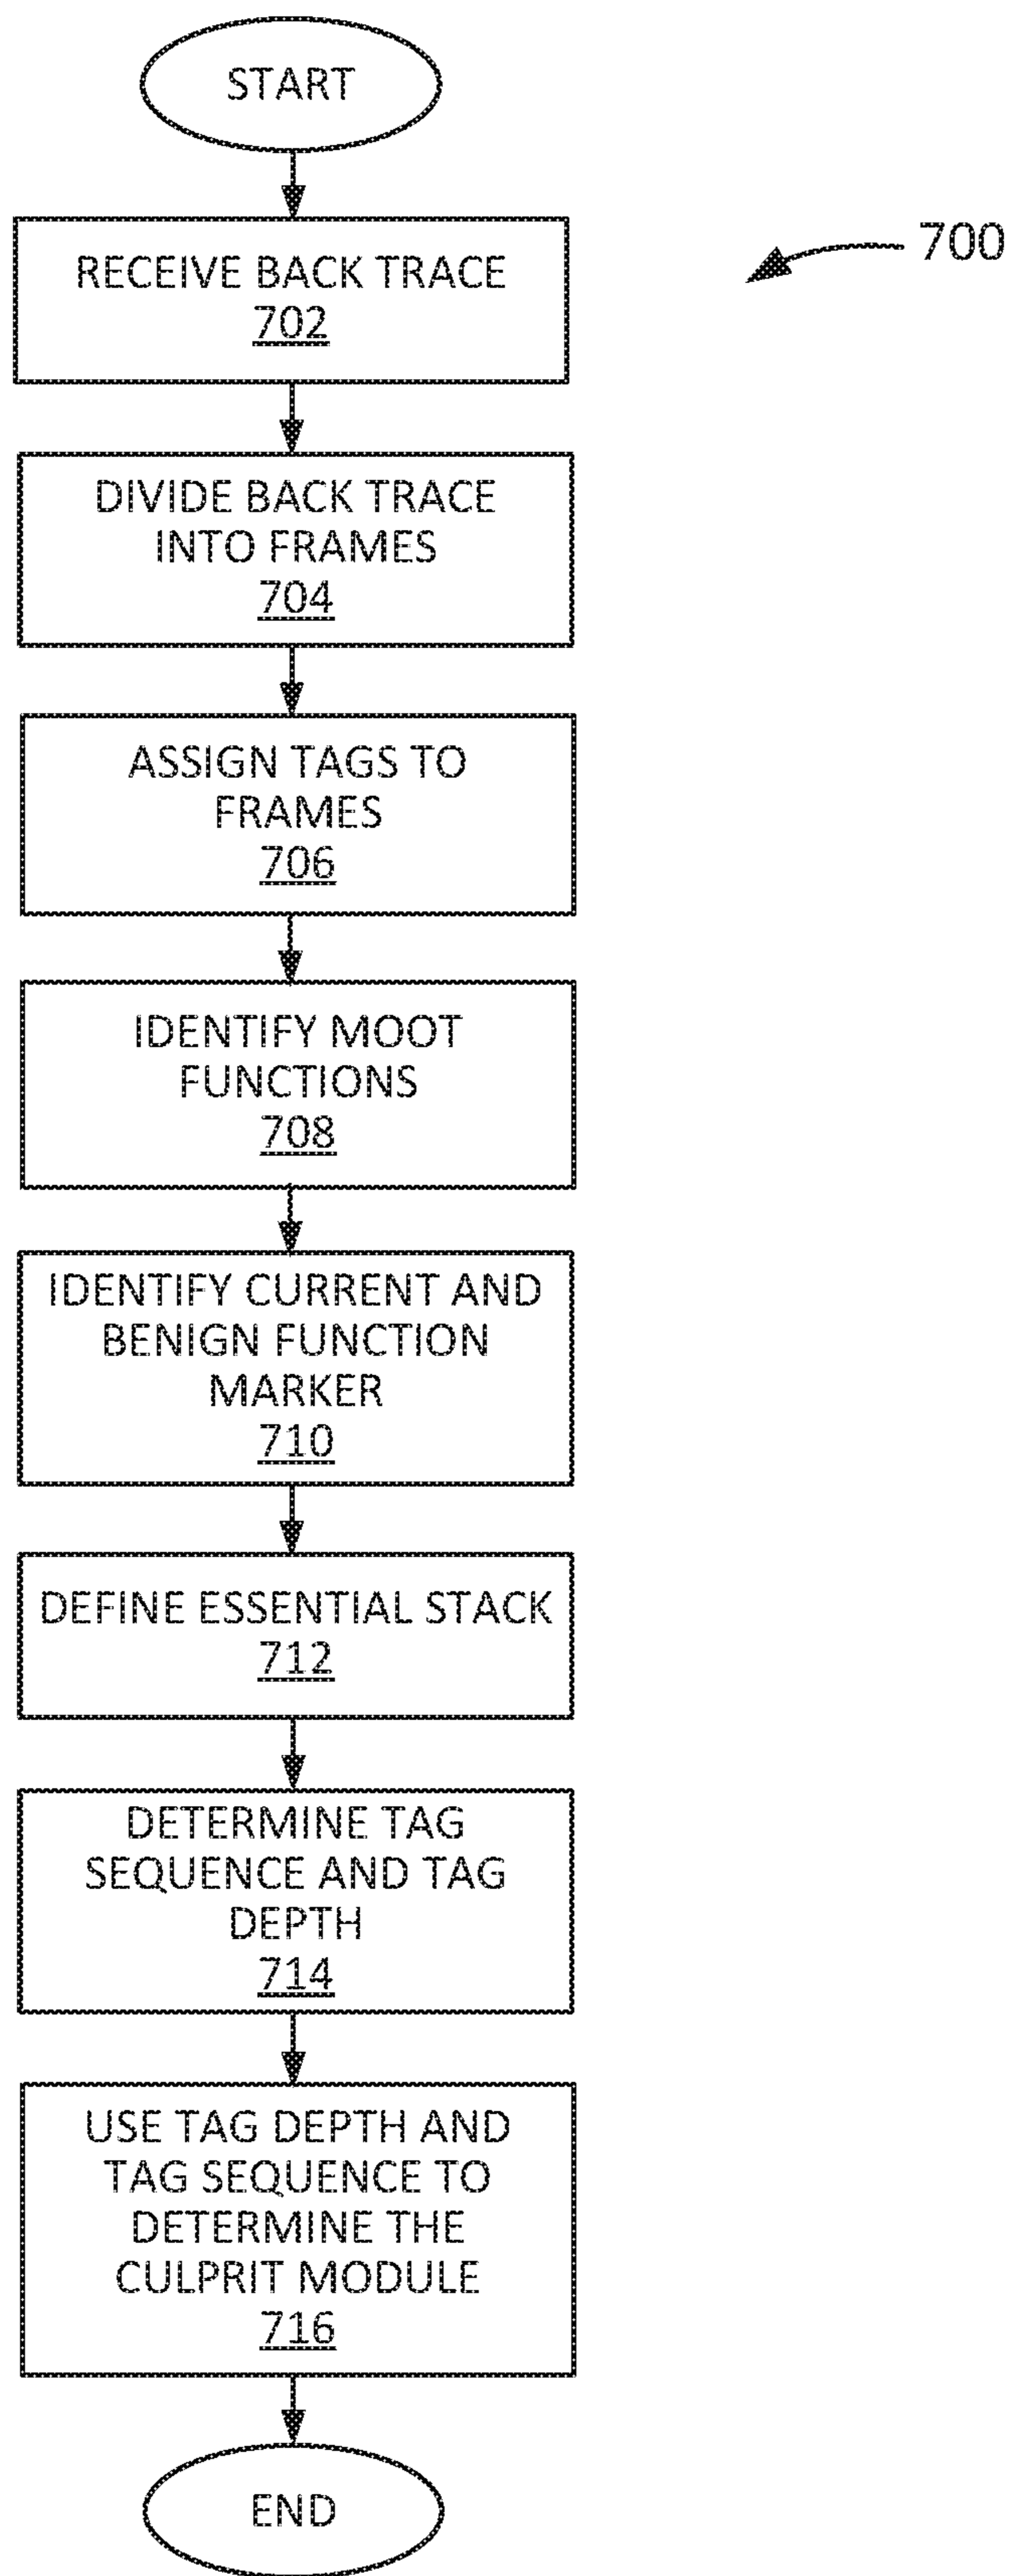 START
RECEIVE BACK TRACE
702
700
DIVIDE BACK TRACE
INTO FRAMES
704
ASSIGN TAGS TO
FRAMES
706
IDENTIFY MOOT
FUNCTIONS
708
IDENTIFY CURRENT AND
BENIGN FUNCTION
MARKER
710
DEFINE ESSENTIAL STACK
712
DETERMINE TAG
SEQUENCE AND TAG
DEPTH
714
USE TAG DEPTH AND
TAG SEQUENCE TO
DETERMINE THE
CULPRIT MODULE
716
END